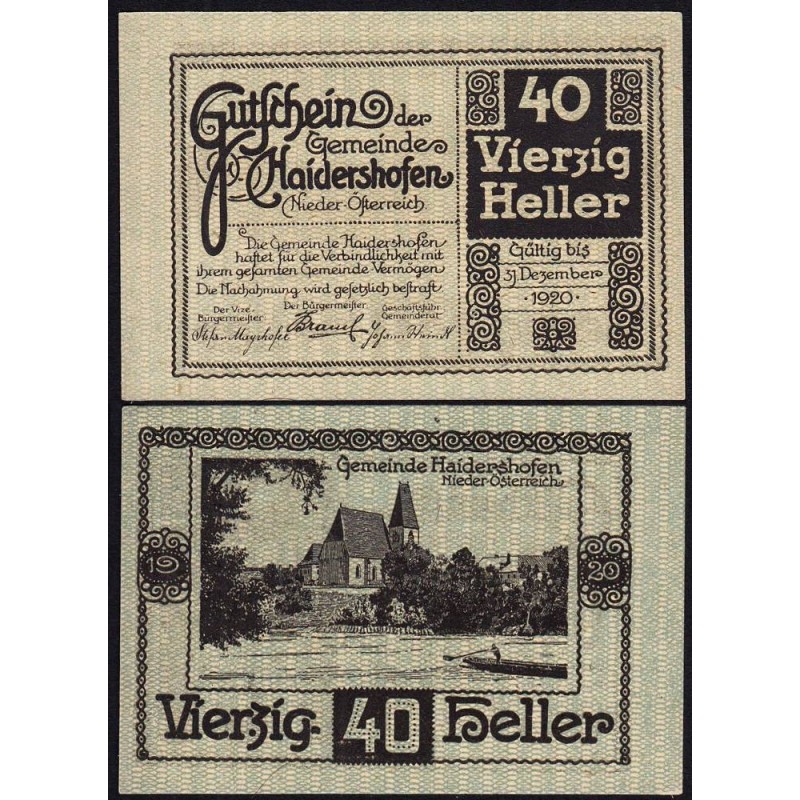 Gutschein der
Gemeinde
Haidershofen
Nieder-Österreich
Die Gemeinde Haidershofen
haftet für die Verbindlichkeit mit
ihrem gesamten Gemeinde Vermögen.
Die Nachahmung wird gesetzlich bestraft.
Der Vize
Bürgermeister
Der Bürgermeister
Geschäftsführ
Gemeinderat
Stefan Mayrhofer
40
Vierzig
Heller
Gültig bis
31 Dezember
· 1920 ·
Gemeinde Haidershofen
Nieder-Österreich
19
20
Vierzig 40 Heller